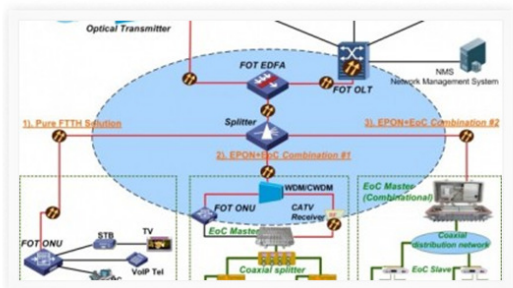 Optical Transmitter
FOT EDFA
NMS
Network Management System
FOT OLT
1). Pure FTTH Solution
Splitter
3). EPON+EoC Combination #2
2). EPON+EoC Combination #1
WDM/CWDM
EoC Master
(Combinational)
FOT ONU
CATV
Receiver
EoC Master
STB
TV
FOT ONU
Coaxial
distribution network
VoIP Tel
Coaxial splitter
EoC Slave